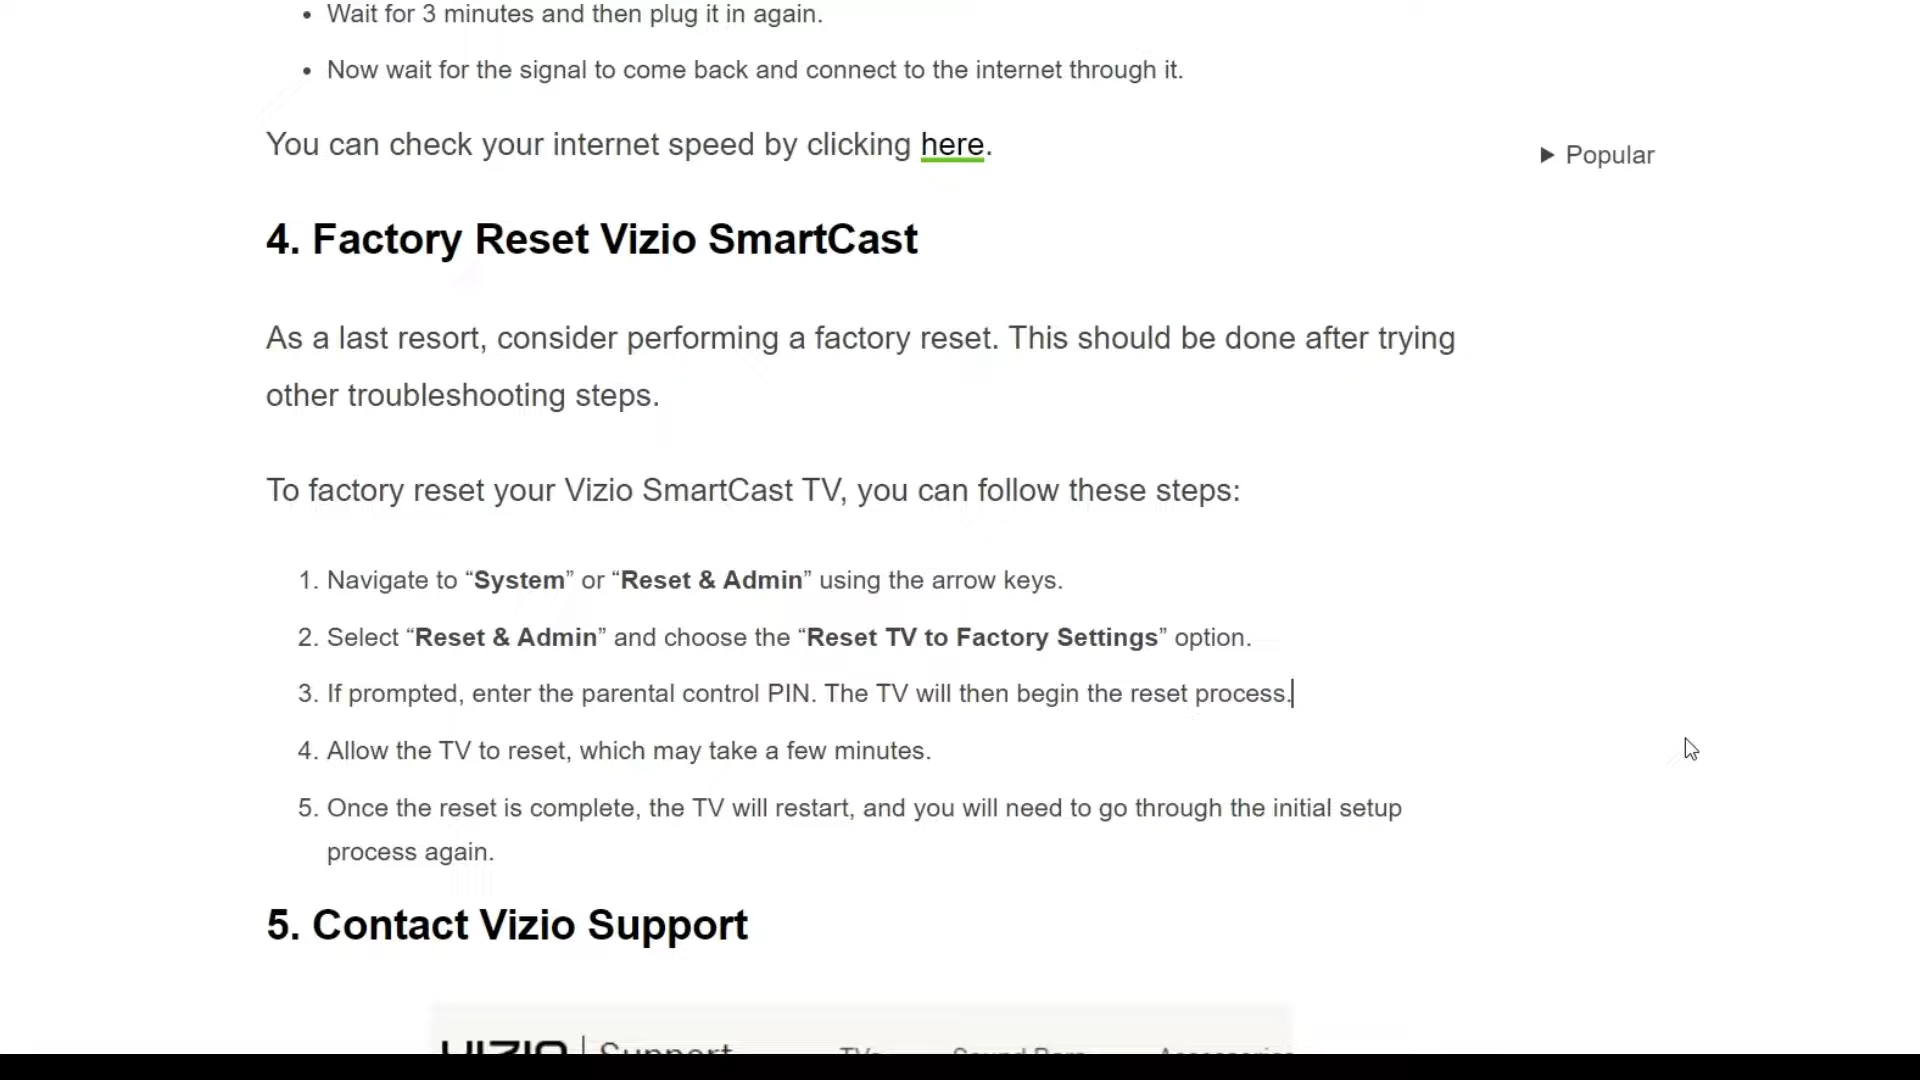 • Wait for 3 minutes and then plug it in again.
• Now wait for the signal to come back and connect to the internet through it.
You can check your internet speed by clicking here.
▶ Popular
4. Factory Reset Vizio SmartCast
As a last resort, consider performing a factory reset. This should be done after trying
other troubleshooting steps.
To factory reset your Vizio SmartCast TV, you can follow these steps:
1. Navigate to “System” or “Reset & Admin” using the arrow keys.
2. Select “Reset & Admin” and choose the “Reset TV to Factory Settings” option.
3. If prompted, enter the parental control PIN. The TV will then begin the reset process.
4. Allow the TV to reset, which may take a few minutes.
5. Once the reset is complete, the TV will restart, and you will need to go through the initial setup
process again.
5. Contact Vizio Support
VIZIO | Support TVs Sound Bars Accessories